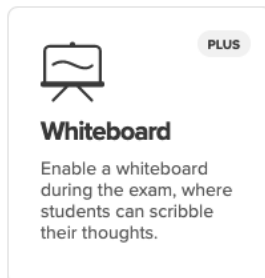 PLUS
Whiteboard
Enable a whiteboard
during the exam, where
students can scribble
their thoughts.